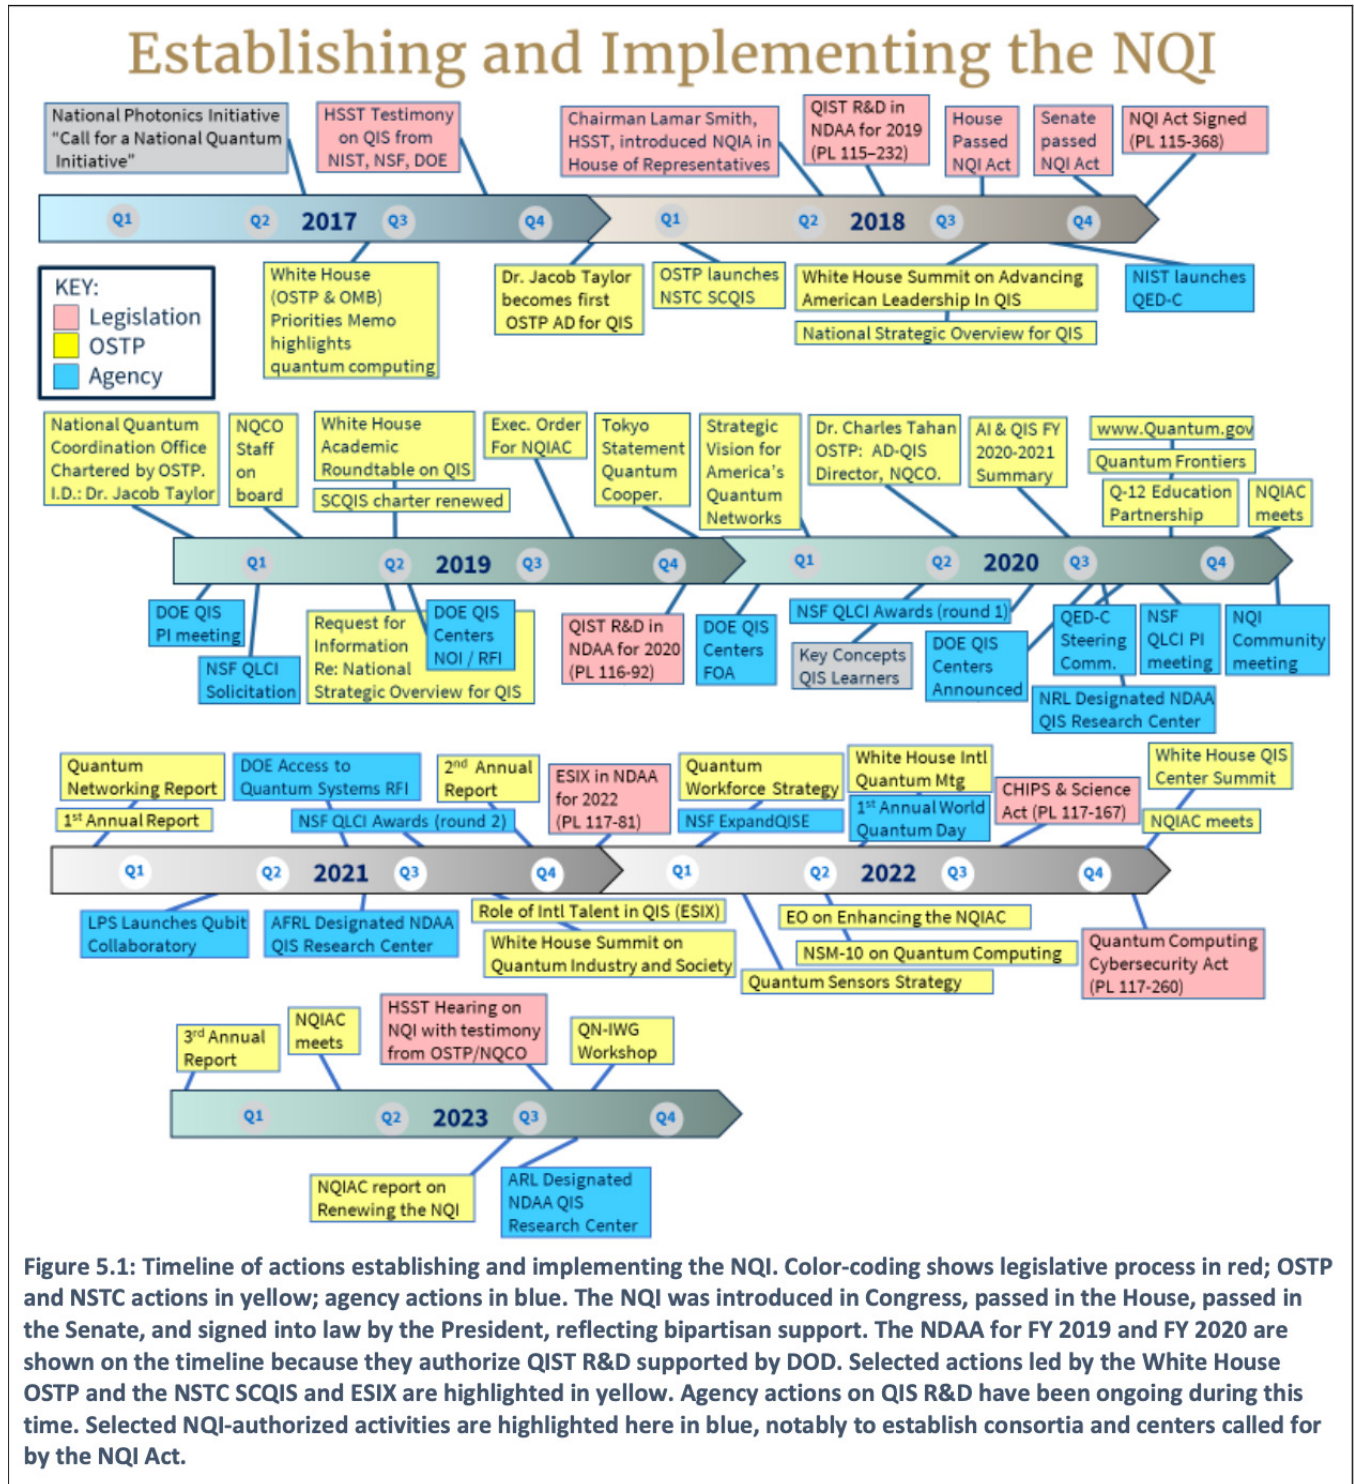 Establishing and Implementing the NQI
National Photonics Initiative
“Call for a National Quantum
Initiative”
HSST Testimony
on QIS from
NIST, NSF, DOE
Chairman Lamar Smith,
HSST, introduced NQIA in
House of Representatives
QIST R&D in
NDAA for 2019
(PL 115–232)
House
Passed
NQI Act
Senate
passed
NQI Act
NQI Act Signed
(PL 115-368)
Q1
Q2
2017
Q3
Q4
Q1
Q2
2018
Q3
Q4
KEY:
Legislation
OSTP
Agency
White House
(OSTP & OMB)
Priorities Memo
highlights
quantum computing
Dr. Jacob Taylor
becomes first
OSTP AD for QIS
OSTP launches
NSTC SCQIS
White House Summit on Advancing
American Leadership In QIS
National Strategic Overview for QIS
NIST launches
QED-C
National Quantum
Coordination Office
Chartered by OSTP.
I.D.: Dr. Jacob Taylor
NQCO
Staff
on
board
White House
Academic
Roundtable on QIS
SCQIS charter renewed
Exec. Order
For NQIAC
Tokyo
Statement
Quantum
Cooper.
Strategic
Vision for
America’s
Quantum
Networks
Dr. Charles Tahan
OSTP: AD-QIS
Director, NQCO.
AI & QIS FY
2020-2021
Summary
www.Quantum.gov
Quantum Frontiers
Q-12 Education
Partnership
NQIAC
meets
Q1
Q2
2019
Q3
Q4
Q1
Q2
2020
Q3
Q4
DOE QIS
PI meeting
NSF QLCI
Solicitation
Request for
Information
Re: National
Strategic Overview for QIS
DOE QIS
Centers
NOI / RFI
QIST R&D in
NDAA for 2020
(PL 116-92)
DOE QIS
Centers
FOA
NSF QLCI Awards (round 1)
Key Concepts
QIS Learners
DOE QIS
Centers
Announced
QED-C
Steering
Comm.
NSF
QLCI PI
meeting
NQI
Community
meeting
NRL Designated NDAA
QIS Research Center
Quantum
Networking Report
1st Annual Report
DOE Access to
Quantum Systems RFI
NSF QLCI Awards (round 2)
2nd Annual
Report
ESIX in NDAA
for 2022
(PL 117-81)
Quantum
Workforce Strategy
NSF ExpandQISE
White House Intl
Quantum Mtg
1st Annual World
Quantum Day
CHIPS & Science
Act (PL 117-167)
White House QIS
Center Summit
NQIAC meets
Q1
Q2
2021
Q3
Q4
Q1
Q2
2022
Q3
Q4
LPS Launches Qubit
Collaboratory
AFRL Designated NDAA
QIS Research Center
Role of Intl Talent in QIS (ESIX)
White House Summit on
Quantum Industry and Society
EO on Enhancing the NQIAC
NSM-10 on Quantum Computing
Quantum Sensors Strategy
Quantum Computing
Cybersecurity Act
(PL 117-260)
3rd Annual
Report
NQIAC
meets
HSST Hearing on
NQI with testimony
from OSTP/NQCO
QN-IWG
Workshop
Q1
Q2
2023
Q3
Q4
NQIAC report on
Renewing the NQI
ARL Designated
NDAA QIS
Research Center
Figure 5.1: Timeline of actions establishing and implementing the NQI. Color-coding shows legislative process in red; OSTP
and NSTC actions in yellow; agency actions in blue. The NQI was introduced in Congress, passed in the House, passed in
the Senate, and signed into law by the President, reflecting bipartisan support. The NDAA for FY 2019 and FY 2020 are
shown on the timeline because they authorize QIST R&D supported by DOD. Selected actions led by the White House
OSTP and the NSTC SCQIS and ESIX are highlighted in yellow. Agency actions on QIS R&D have been ongoing during this
time. Selected NQI-authorized activities are highlighted here in blue, notably to establish consortia and centers called for
by the NQI Act.